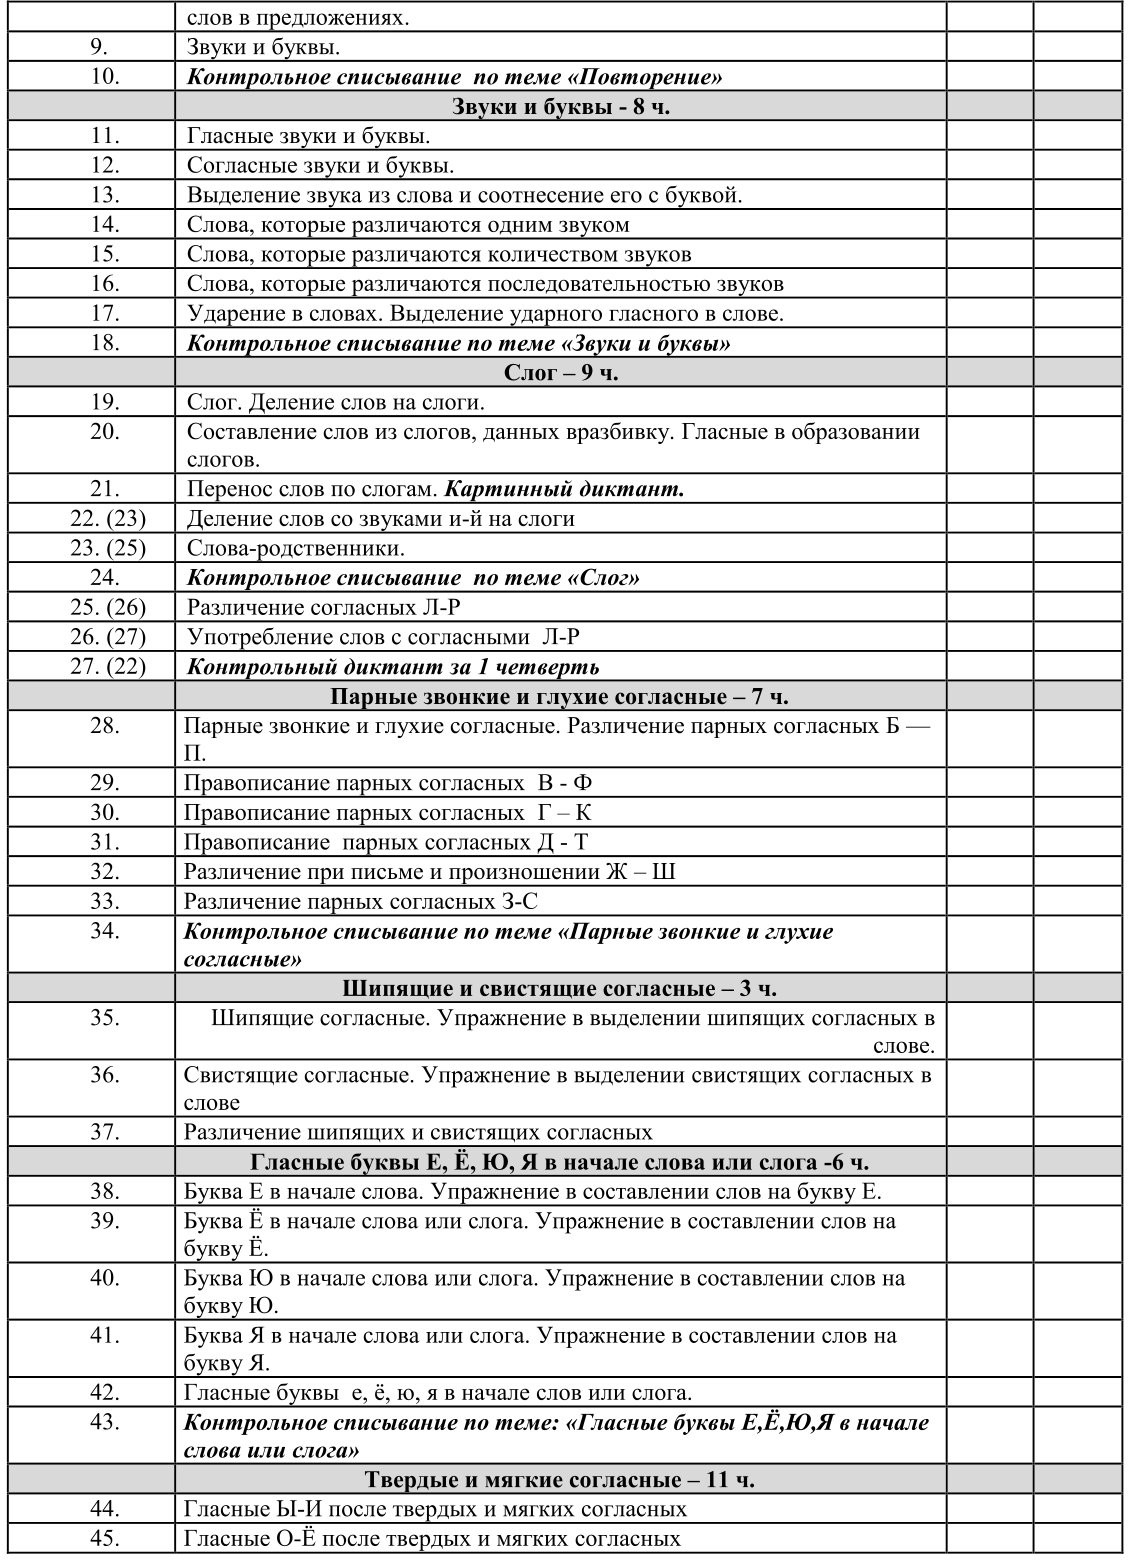 слов в предложениях.
9. Звуки и буквы.
10. Контрольное списывание по теме «Повторение»
Звуки и буквы - 8 ч.
11. Гласные звуки и буквы.
12. Согласные звуки и буквы.
13. Выделение звука из слова и соотнесение его с буквой.
14. Слова, которые различаются одним звуком
15. Слова, которые различаются количеством звуков
16. Слова, которые различаются последовательностью звуков
17. Ударение в словах. Выделение ударного гласного в слове.
18. Контрольное списывание по теме «Звуки и буквы»
Слог – 9 ч.
19. Слог. Деление слов на слоги.
20. Составление слов из слогов, данных вразбивку. Гласные в образовании
слогов.
21. Перенос слов по слогам. Картинный диктант.
22. (23) Деление слов со звуками и-й на слоги
23. (25) Слова-родственники.
24. Контрольное списывание по теме «Слог»
25. (26) Различение согласных Л-Р
26. (27) Употребление слов с согласными Л-Р
27. (22) Контрольный диктант за 1 четверть
Парные звонкие и глухие согласные – 7 ч.
28. Парные звонкие и глухие согласные. Различение парных согласных Б —
П.
29. Правописание парных согласных В - Ф
30. Правописание парных согласных Г – К
31. Правописание парных согласных Д - Т
32. Различение при письме и произношении Ж – Ш
33. Различение парных согласных З-С
34. Контрольное списывание по теме «Парные звонкие и глухие
согласные»
Шипящие и свистящие согласные – 3 ч.
35. Шипящие согласные. Упражнение в выделении шипящих согласных в
слове.
36. Свистящие согласные. Упражнение в выделении свистящих согласных в
слове
37. Различение шипящих и свистящих согласных
Гласные буквы Е, Ё, Ю, Я в начале слова или слога -6 ч.
38. Буква Е в начале слова. Упражнение в составлении слов на букву Е.
39. Буква Ё в начале слова или слога. Упражнение в составлении слов на
букву Ё.
40. Буква Ю в начале слова или слога. Упражнение в составлении слов на
букву Ю.
41. Буква Я в начале слова или слога. Упражнение в составлении слов на
букву Я.
42. Гласные буквы е, ё, ю, я в начале слов или слога.
43. Контрольное списывание по теме: «Гласные буквы Е,Ё,Ю,Я в начале
слова или слога»
Твердые и мягкие согласные – 11 ч.
44. Гласные Ы-И после твердых и мягких согласных
45. Гласные О-Ё после твердых и мягких согласных